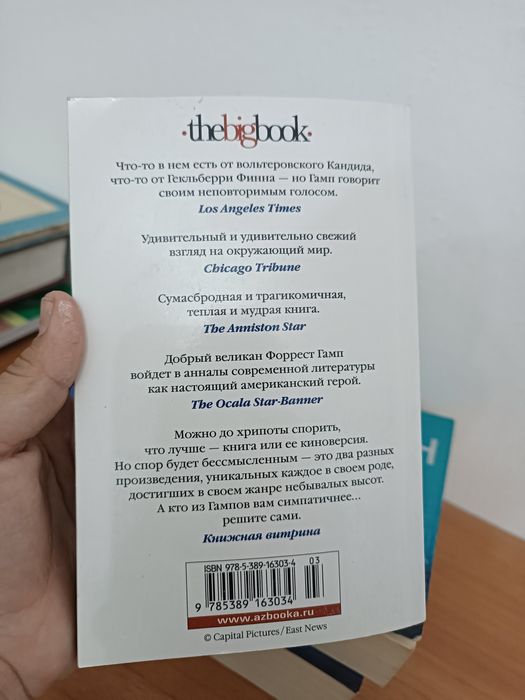 ·thebigbook·
Что-то в нем есть от вольтеровского Кандида,
что-то от Гекльберри Финна — но Гамп говорит
своим неповторимым голосом.
Los Angeles Times
Удивительный и удивительно свежий
взгляд на окружающий мир.
Chicago Tribune
Сумасбродная и трагикомичная,
теплая и мудрая книга.
The Anniston Star
Добрый великан Форрест Гамп
войдет в анналы современной литературы
как настоящий американский герой.
The Ocala Star-Banner
Можно до хрипоты спорить,
что лучше — книга или ее киноверсия.
Но спор будет бессмысленным — это два разных
произведения, уникальных каждое в своем роде,
достигших в своем жанре небывалых высот.
А кто из Гампов вам симпатичнее...
решите сами.
Книжная витрина
ISBN 978-5-389-16303-4
03
9 785389 163034
www.azbooka.ru
© Capital Pictures/East News